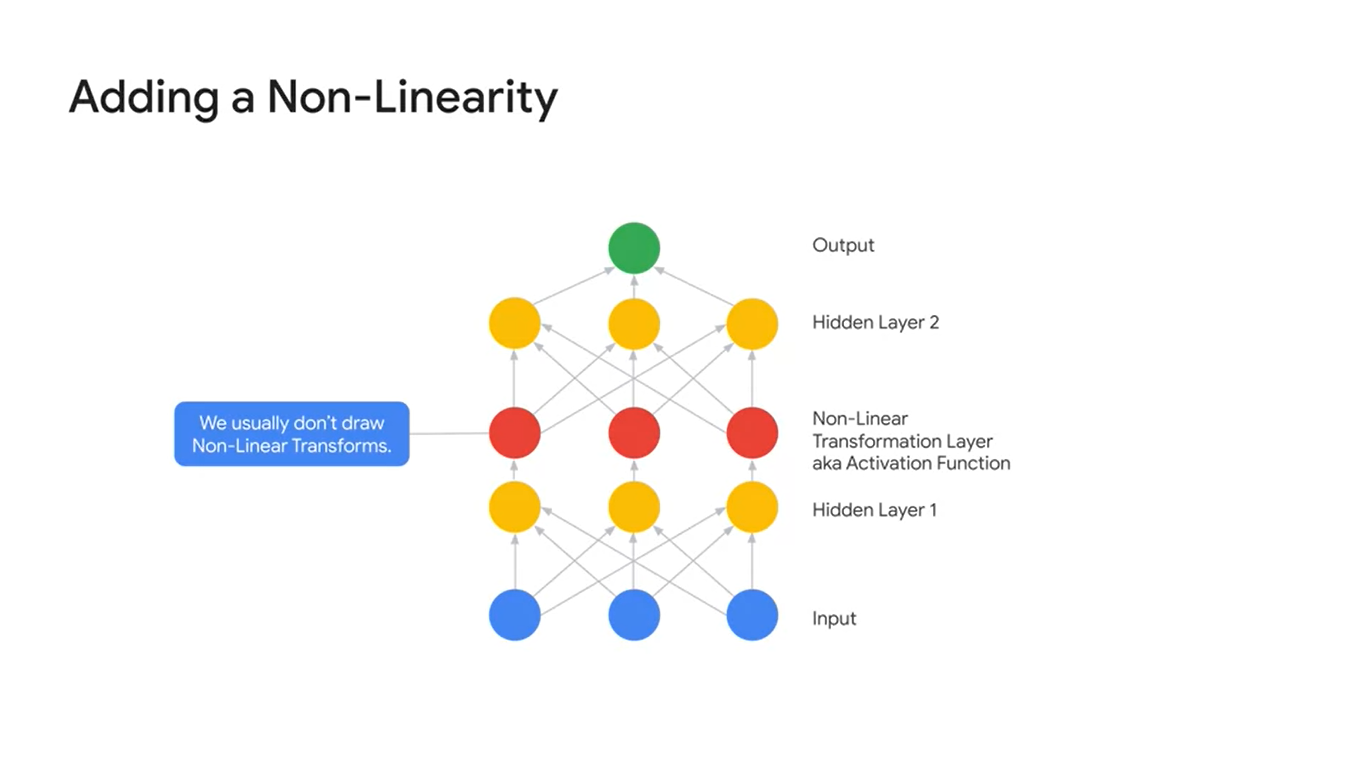 Adding a Non-Linearity
Output
Hidden Layer 2
We usually don't draw
Non-Linear Transforms.
Non-Linear
Transformation Layer
aka Activation Function
Hidden Layer 1
Input